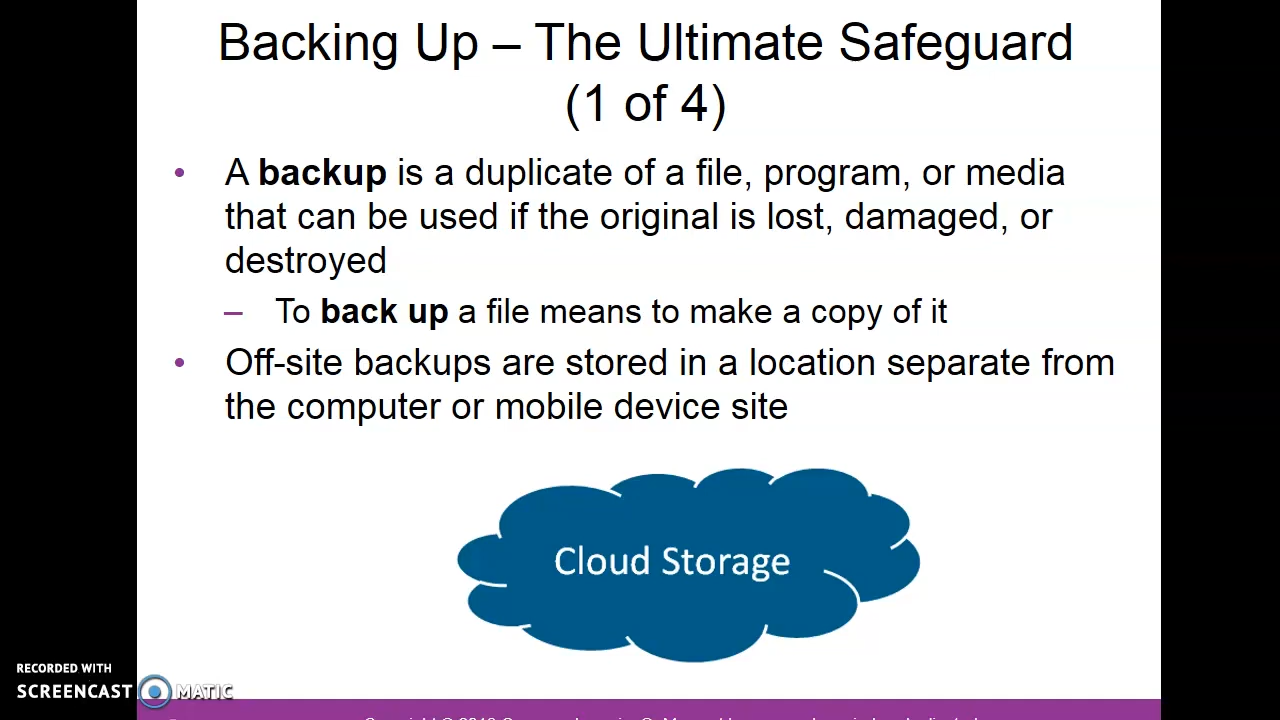 Backing Up – The Ultimate Safeguard
(1 of 4)
• A backup is a duplicate of a file, program, or media
that can be used if the original is lost, damaged, or
destroyed
– To back up a file means to make a copy of it
• Off-site backups are stored in a location separate from
the computer or mobile device site
Cloud Storage
RECORDED WITH
SCREENCAST MATIC